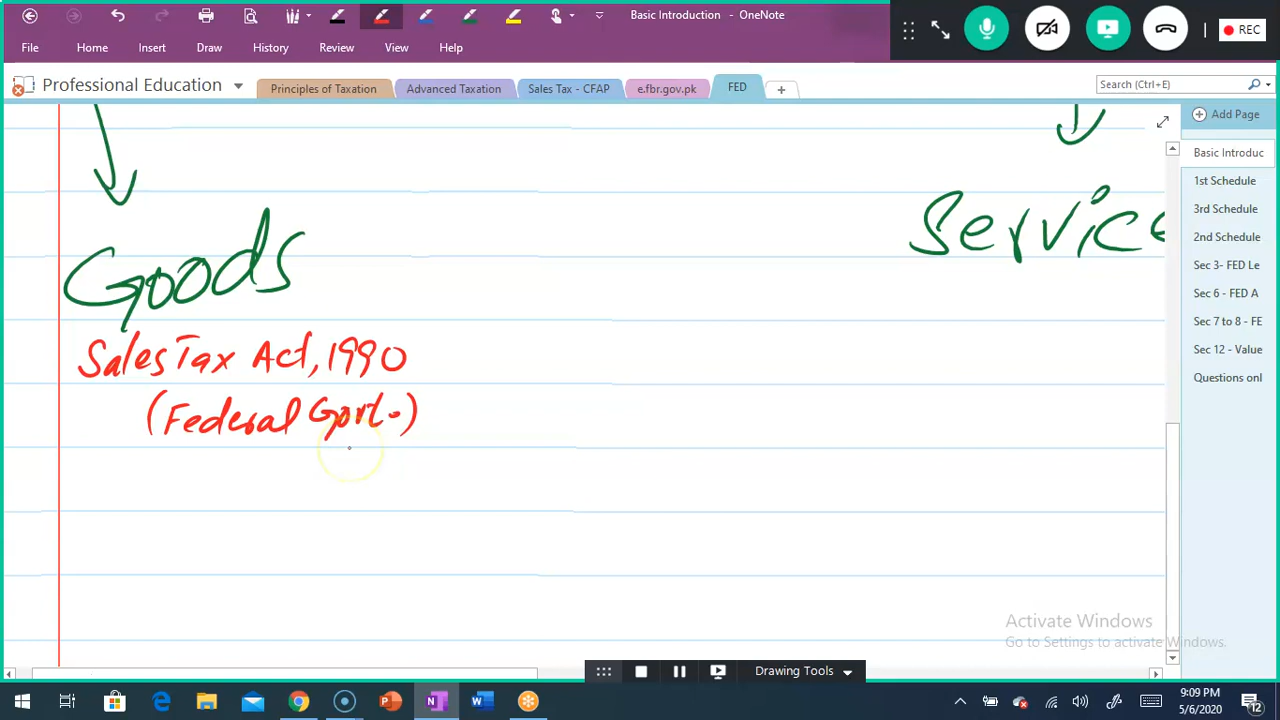 Basic Introduction - OneNote
REC
File Home Insert Draw History Review View Help
Professional Education
Principles of Taxation
Advanced Taxation
Sales Tax - CFAP
e.fbr.gov.pk
FED
Search (Ctrl+E)
Add Page
Basic Introduc
1st Schedule
3rd Schedule
2nd Schedule
Sec 3- FED Le
Sec 6 - FED A
Sec 7 to 8 - FE
Sec 12 - Value
Questions onl
Service
Goods
Sales Tax Act, 1990
(Federal Govt.)
Activate Windows
Go to Settings to activate Windows.
Drawing Tools
9:09 PM
5/6/2020
12